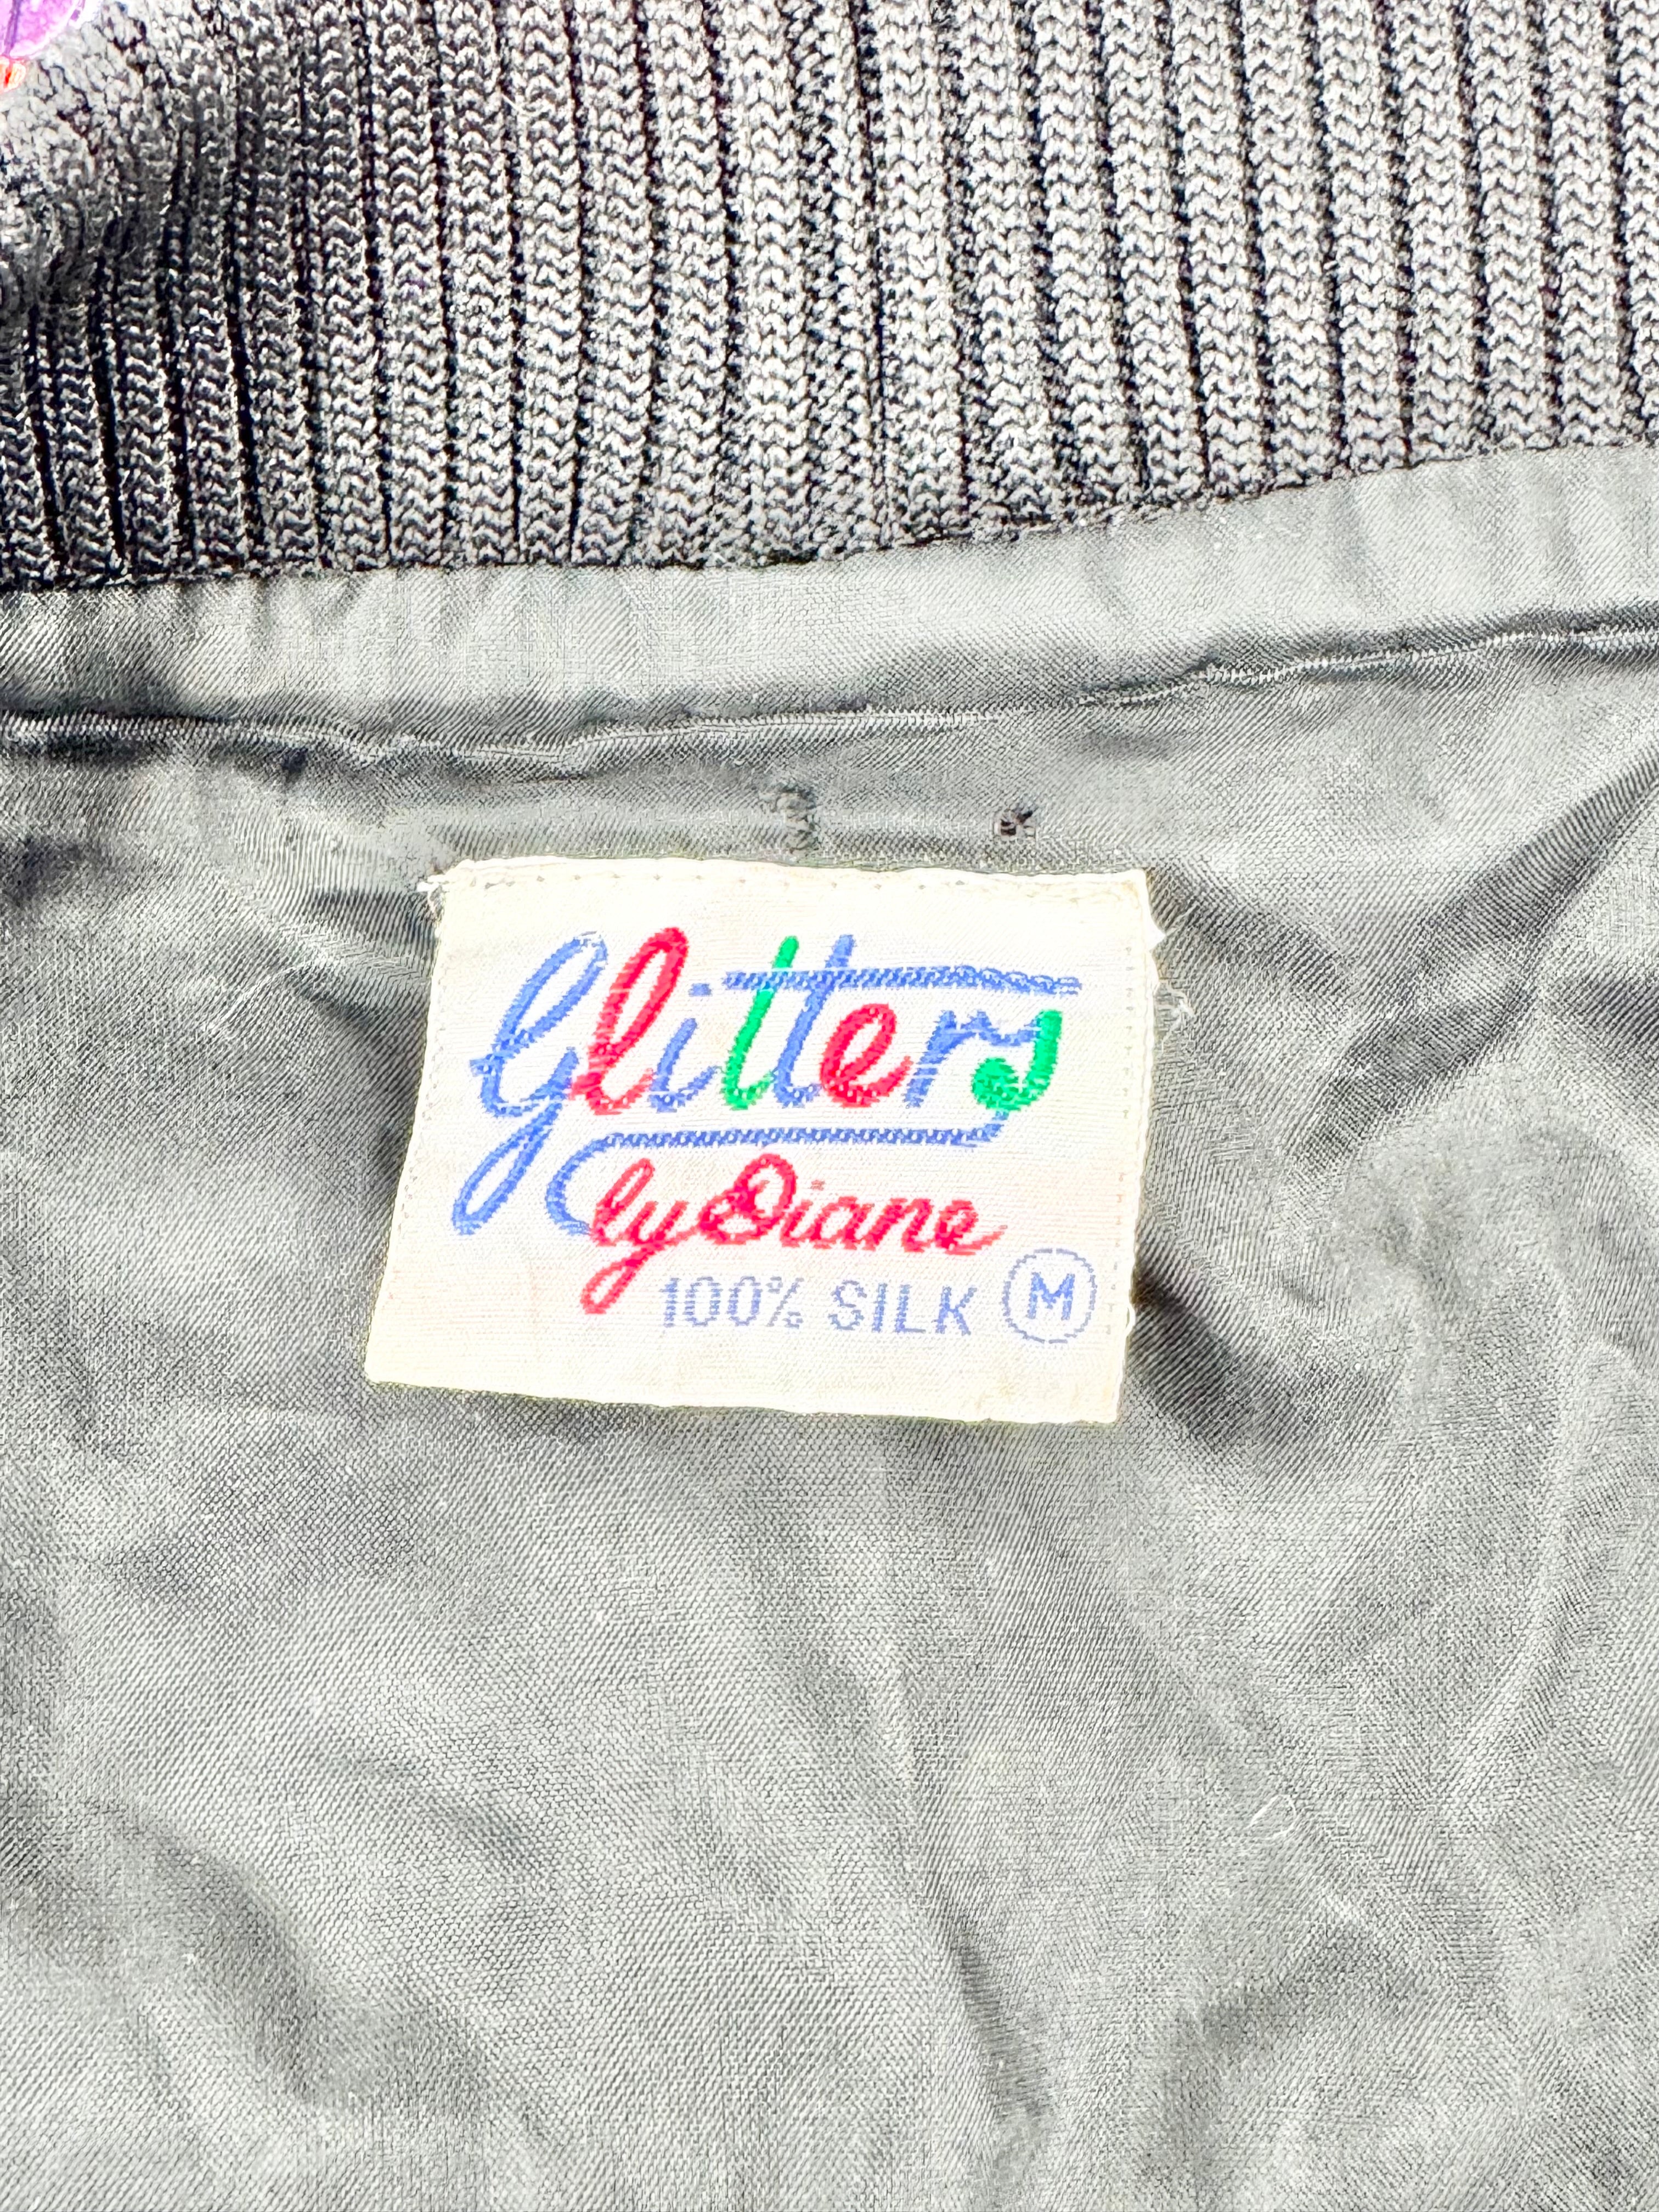 Glitters
by Diane
100% SILK M